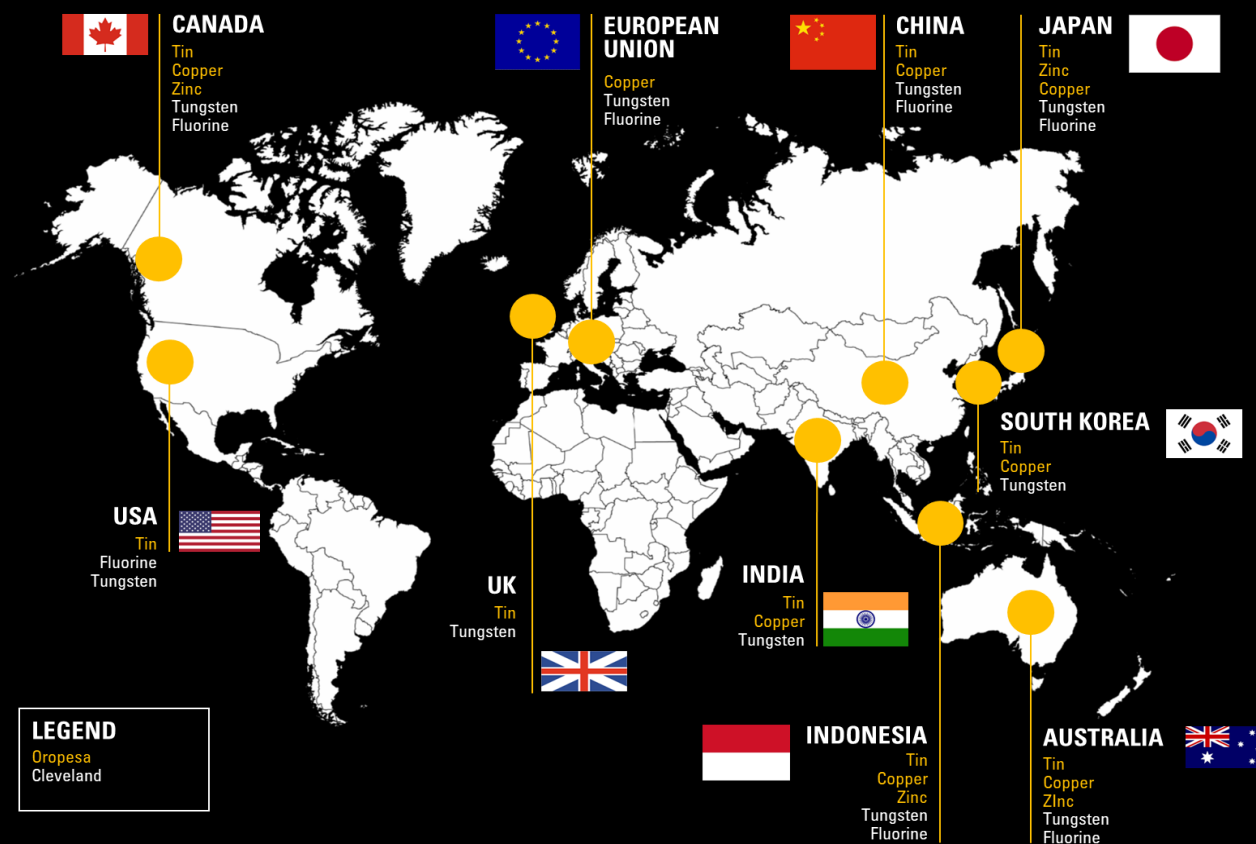 CANADA
Tin
Copper
Zinc
Tungsten
Fluorine
EUROPEAN
UNION
Copper
Tungsten
Fluorine
CHINA
Tin
Copper
Tungsten
Fluorine
JAPAN
Tin
Zinc
Copper
Tungsten
Fluorine
SOUTH KOREA
Tin
Copper
Tungsten
USA
Tin
Fluorine
Tungsten
UK
Tin
Tungsten
INDIA
Tin
Copper
Tungsten
INDONESIA
Tin
Copper
Zinc
Tungsten
Fluorine
AUSTRALIA
Tin
Copper
ZInc
Tungsten
Fluorine
LEGEND
Oropesa
Cleveland